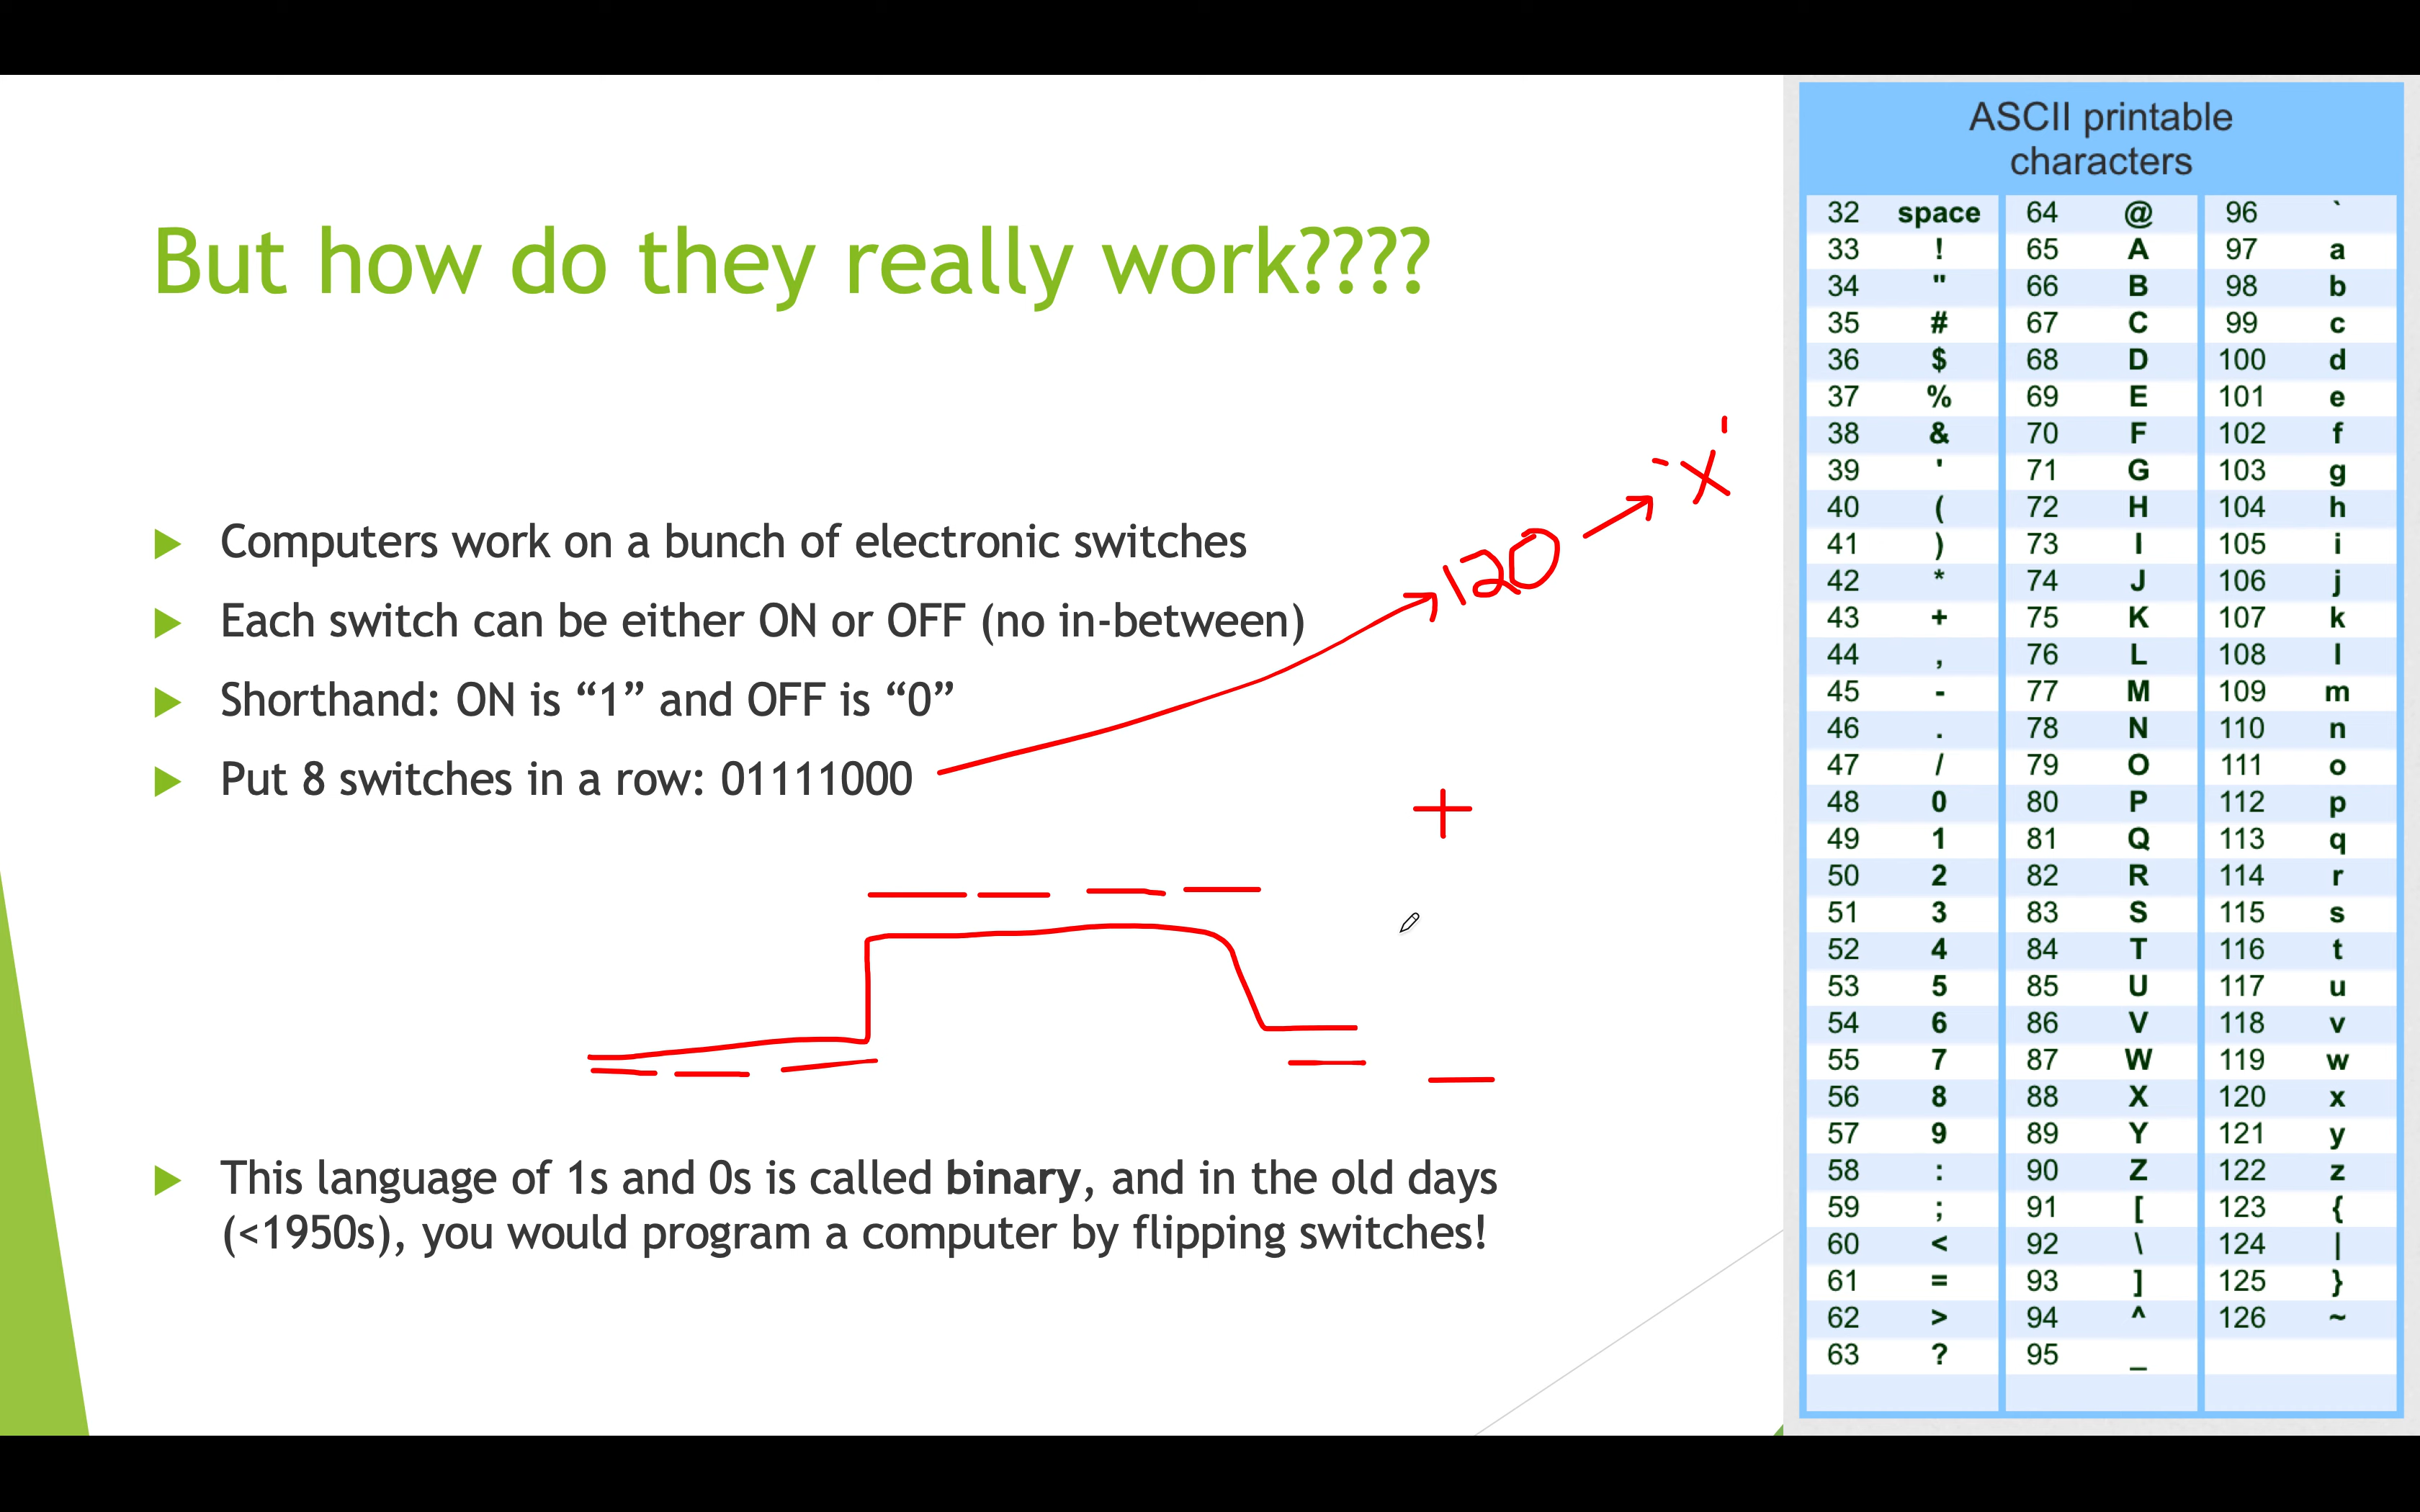 But how do they really work????
Computers work on a bunch of electronic switches
Each switch can be either ON or OFF (no in-between)
Shorthand: ON is “1” and OFF is “0”
Put 8 switches in a row: 01111000
120
'x'
+
This language of 1s and 0s is called binary, and in the old days
(<1950s), you would program a computer by flipping switches!
ASCII printable
characters
32 space 64 @ 96 `
33 ! 65 A 97 a
34 " 66 B 98 b
35 # 67 C 99 c
36 $ 68 D 100 d
37 % 69 E 101 e
38 & 70 F 102 f
39 ' 71 G 103 g
40 ( 72 H 104 h
41 ) 73 I 105 i
42 * 74 J 106 j
43 + 75 K 107 k
44 , 76 L 108 l
45 - 77 M 109 m
46 . 78 N 110 n
47 / 79 O 111 o
48 0 80 P 112 p
49 1 81 Q 113 q
50 2 82 R 114 r
51 3 83 S 115 s
52 4 84 T 116 t
53 5 85 U 117 u
54 6 86 V 118 v
55 7 87 W 119 w
56 8 88 X 120 x
57 9 89 Y 121 y
58 : 90 Z 122 z
59 ; 91 [ 123 {
60 < 92 \ 124 |
61 = 93 ] 125 }
62 > 94 ^ 126 ~
63 ? 95 _